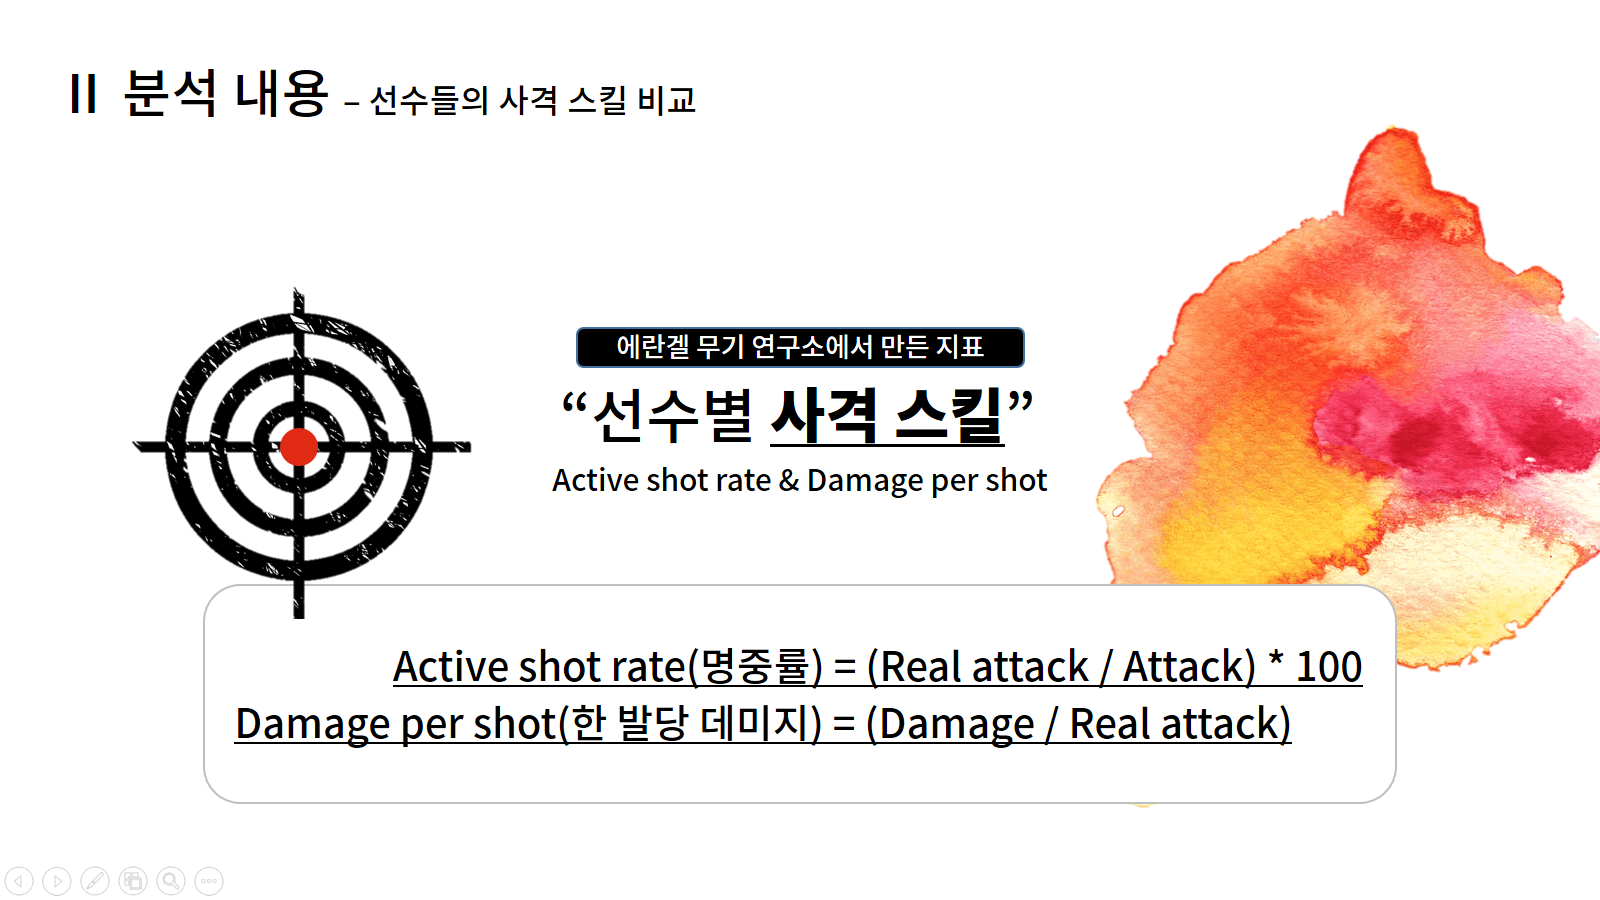 II 분석 내용 – 선수들의 사격 스킬 비교
에란겔 무기 연구소에서 만든 지표
“선수별 사격 스킬”
Active shot rate & Damage per shot
Active shot rate(명중률) = (Real attack / Attack) * 100
Damage per shot(한 발당 데미지) = (Damage / Real attack)